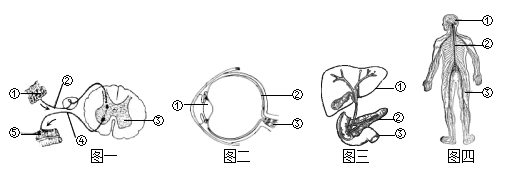 ① ② ③ ④ ⑤
图一
① ② ③
图二
① ② ③
图三
① ② ③
图四